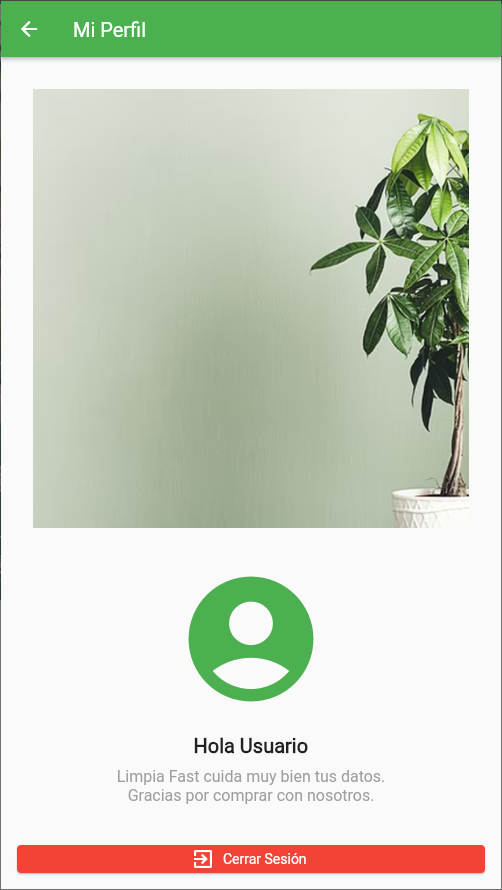 Mi Perfil
Hola Usuario
Limpia Fast cuida muy bien tus datos.
Gracias por comprar con nosotros.
Cerrar Sesión